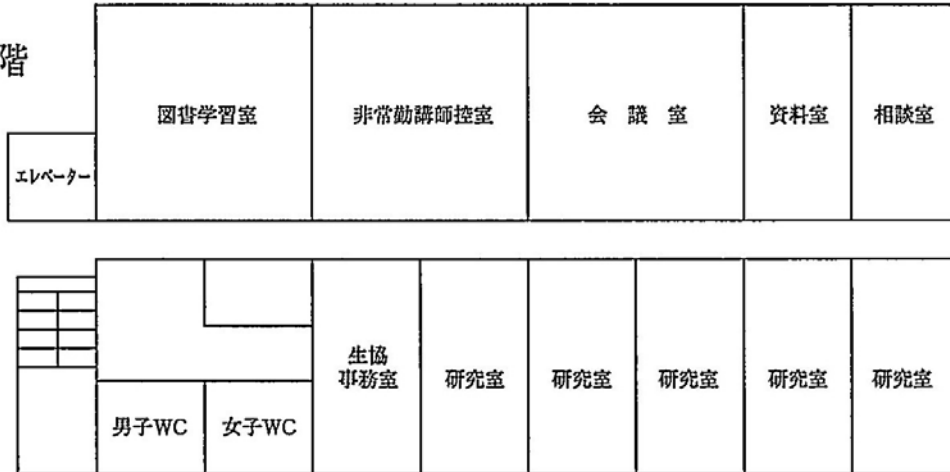 階
図書学習室
非常勤講師控室
会 議 室
資料室
相談室
エレベーター
生協
事務室
研究室
研究室
研究室
研究室
研究室
男子WC
女子WC